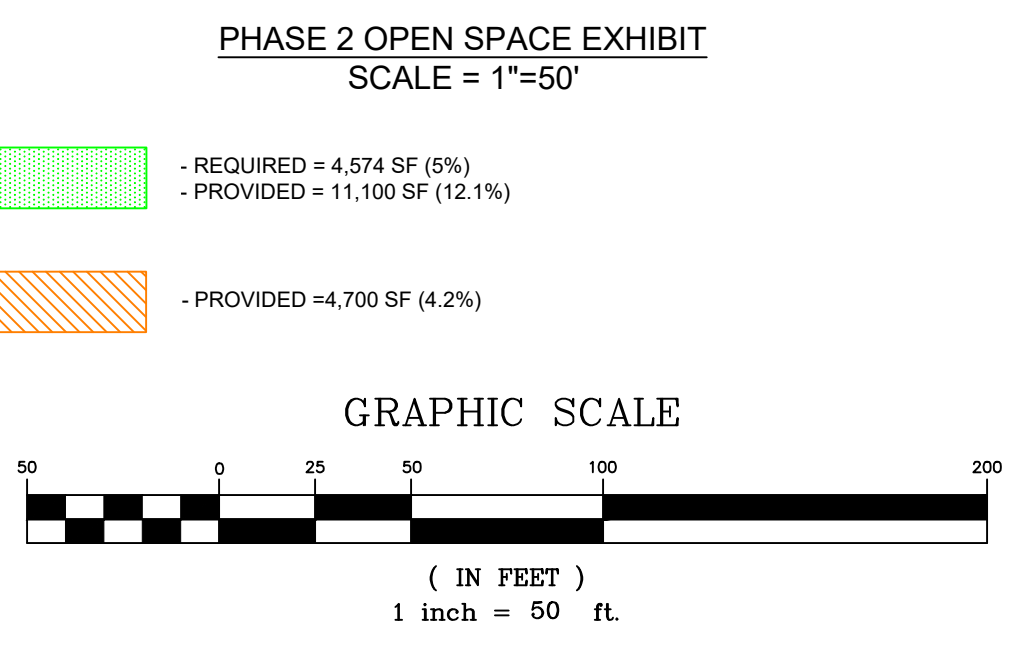 PHASE 2 OPEN SPACE EXHIBIT
SCALE = 1"=50'
- REQUIRED = 4,574 SF (5%)
- PROVIDED = 11,100 SF (12.1%)
- PROVIDED =4,700 SF (4.2%)
GRAPHIC SCALE
50 0 25 50 100 200
( IN FEET )
1 inch = 50 ft.